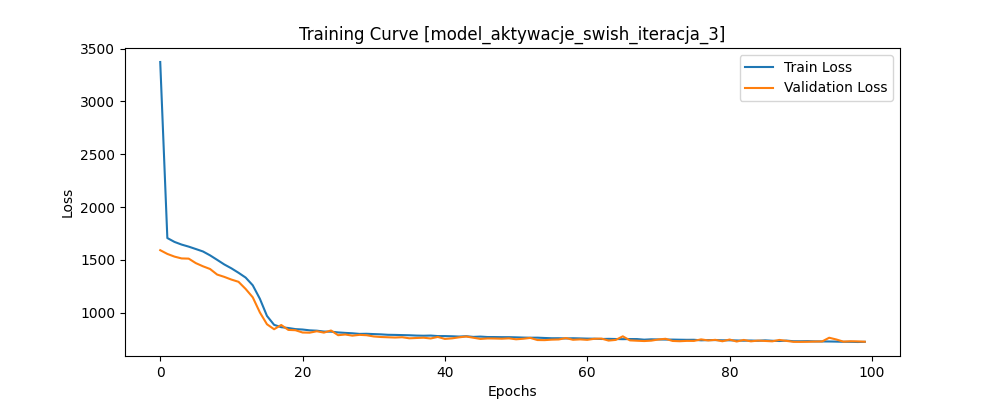 Training Curve [model_aktywacje_swish_iteracja_3]
3500
3000
2500
2000
1500
1000
Loss
Train Loss
Validation Loss
0
20
40
60
80
100
Epochs